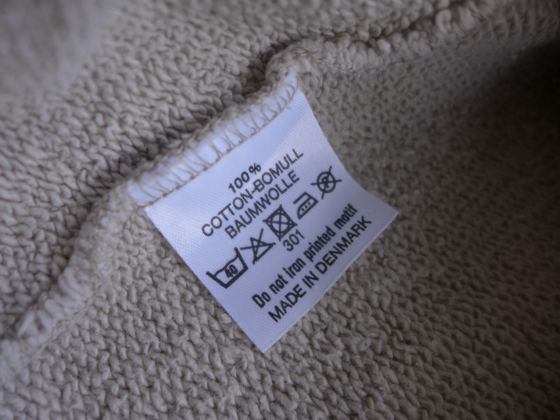 100%
COTTON-BOMULL
BAUMWOLLE
40
301
Do not iron printed motif
MADE IN DENMARK